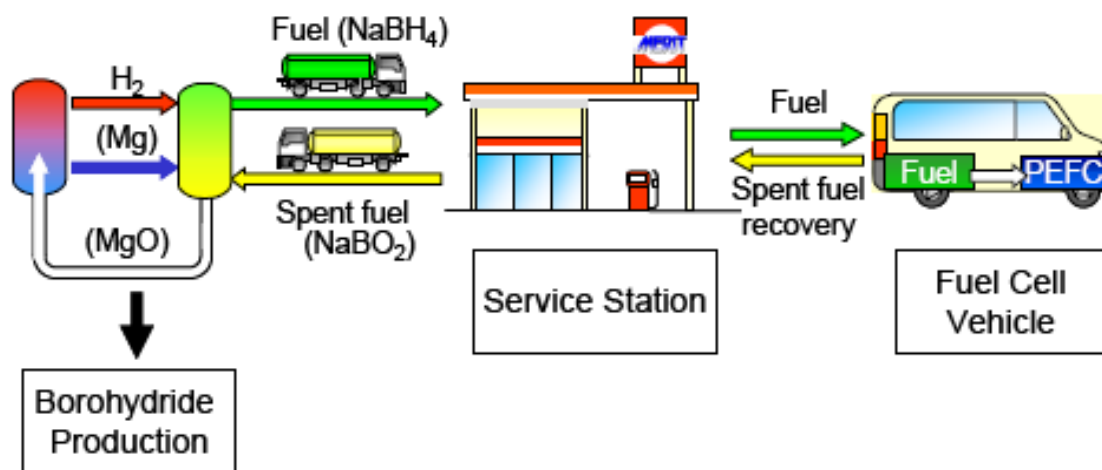 Fuel (NaBH₄)
H₂
(Mg)
(MgO)
Spent fuel
(NaBO₂)
Fuel
Spent fuel
recovery
Fuel
PEFC
Service Station
Fuel Cell
Vehicle
Borohydride
Production